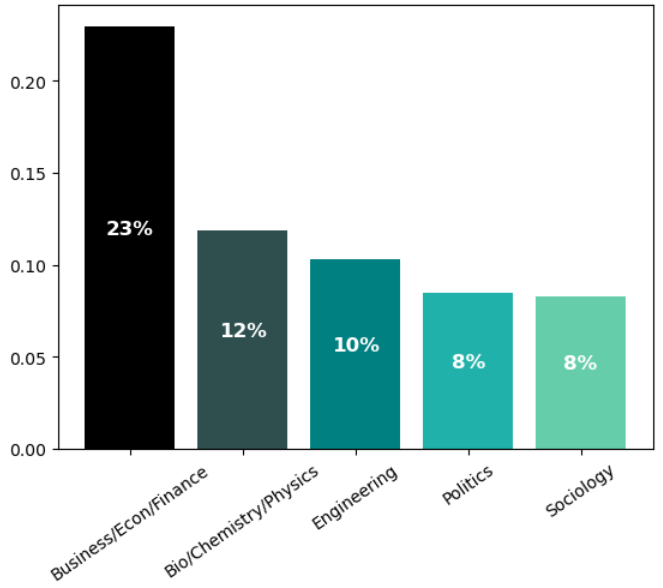 0.20
0.15
0.10
0.05
0.00
23%
12%
10%
8%
8%
Business/Econ/Finance
Bio/Chemistry/Physics
Engineering
Politics
Sociology